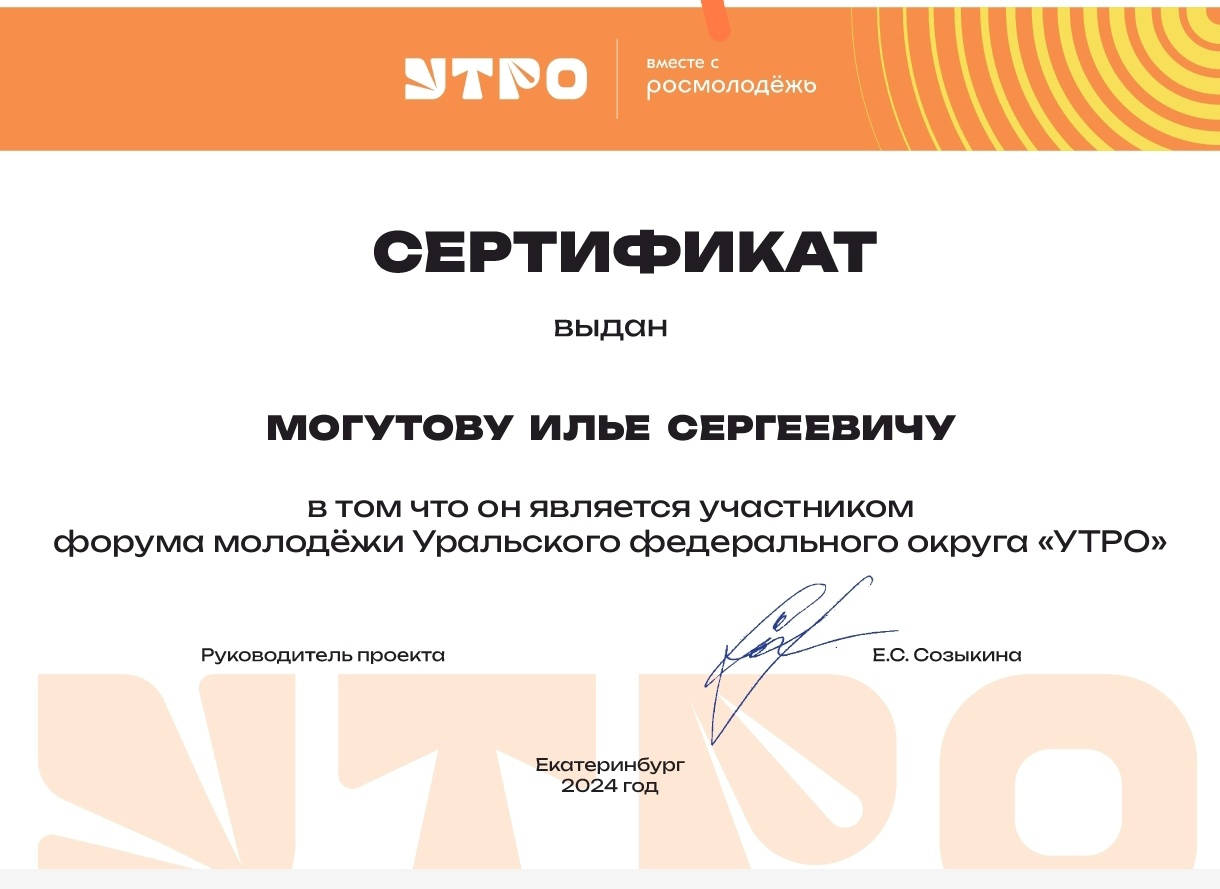 УТРО
вместе с
росмолодёжь
СЕРТИФИКАТ
выдан
МОГУТОВУ ИЛЬЕ СЕРГЕЕВИЧУ
в том что он является участником
форума молодёжи Уральского федерального округа «УТРО»
Руководитель проекта
Е.С. Созыкина
УТРО
Екатеринбург
2024 год